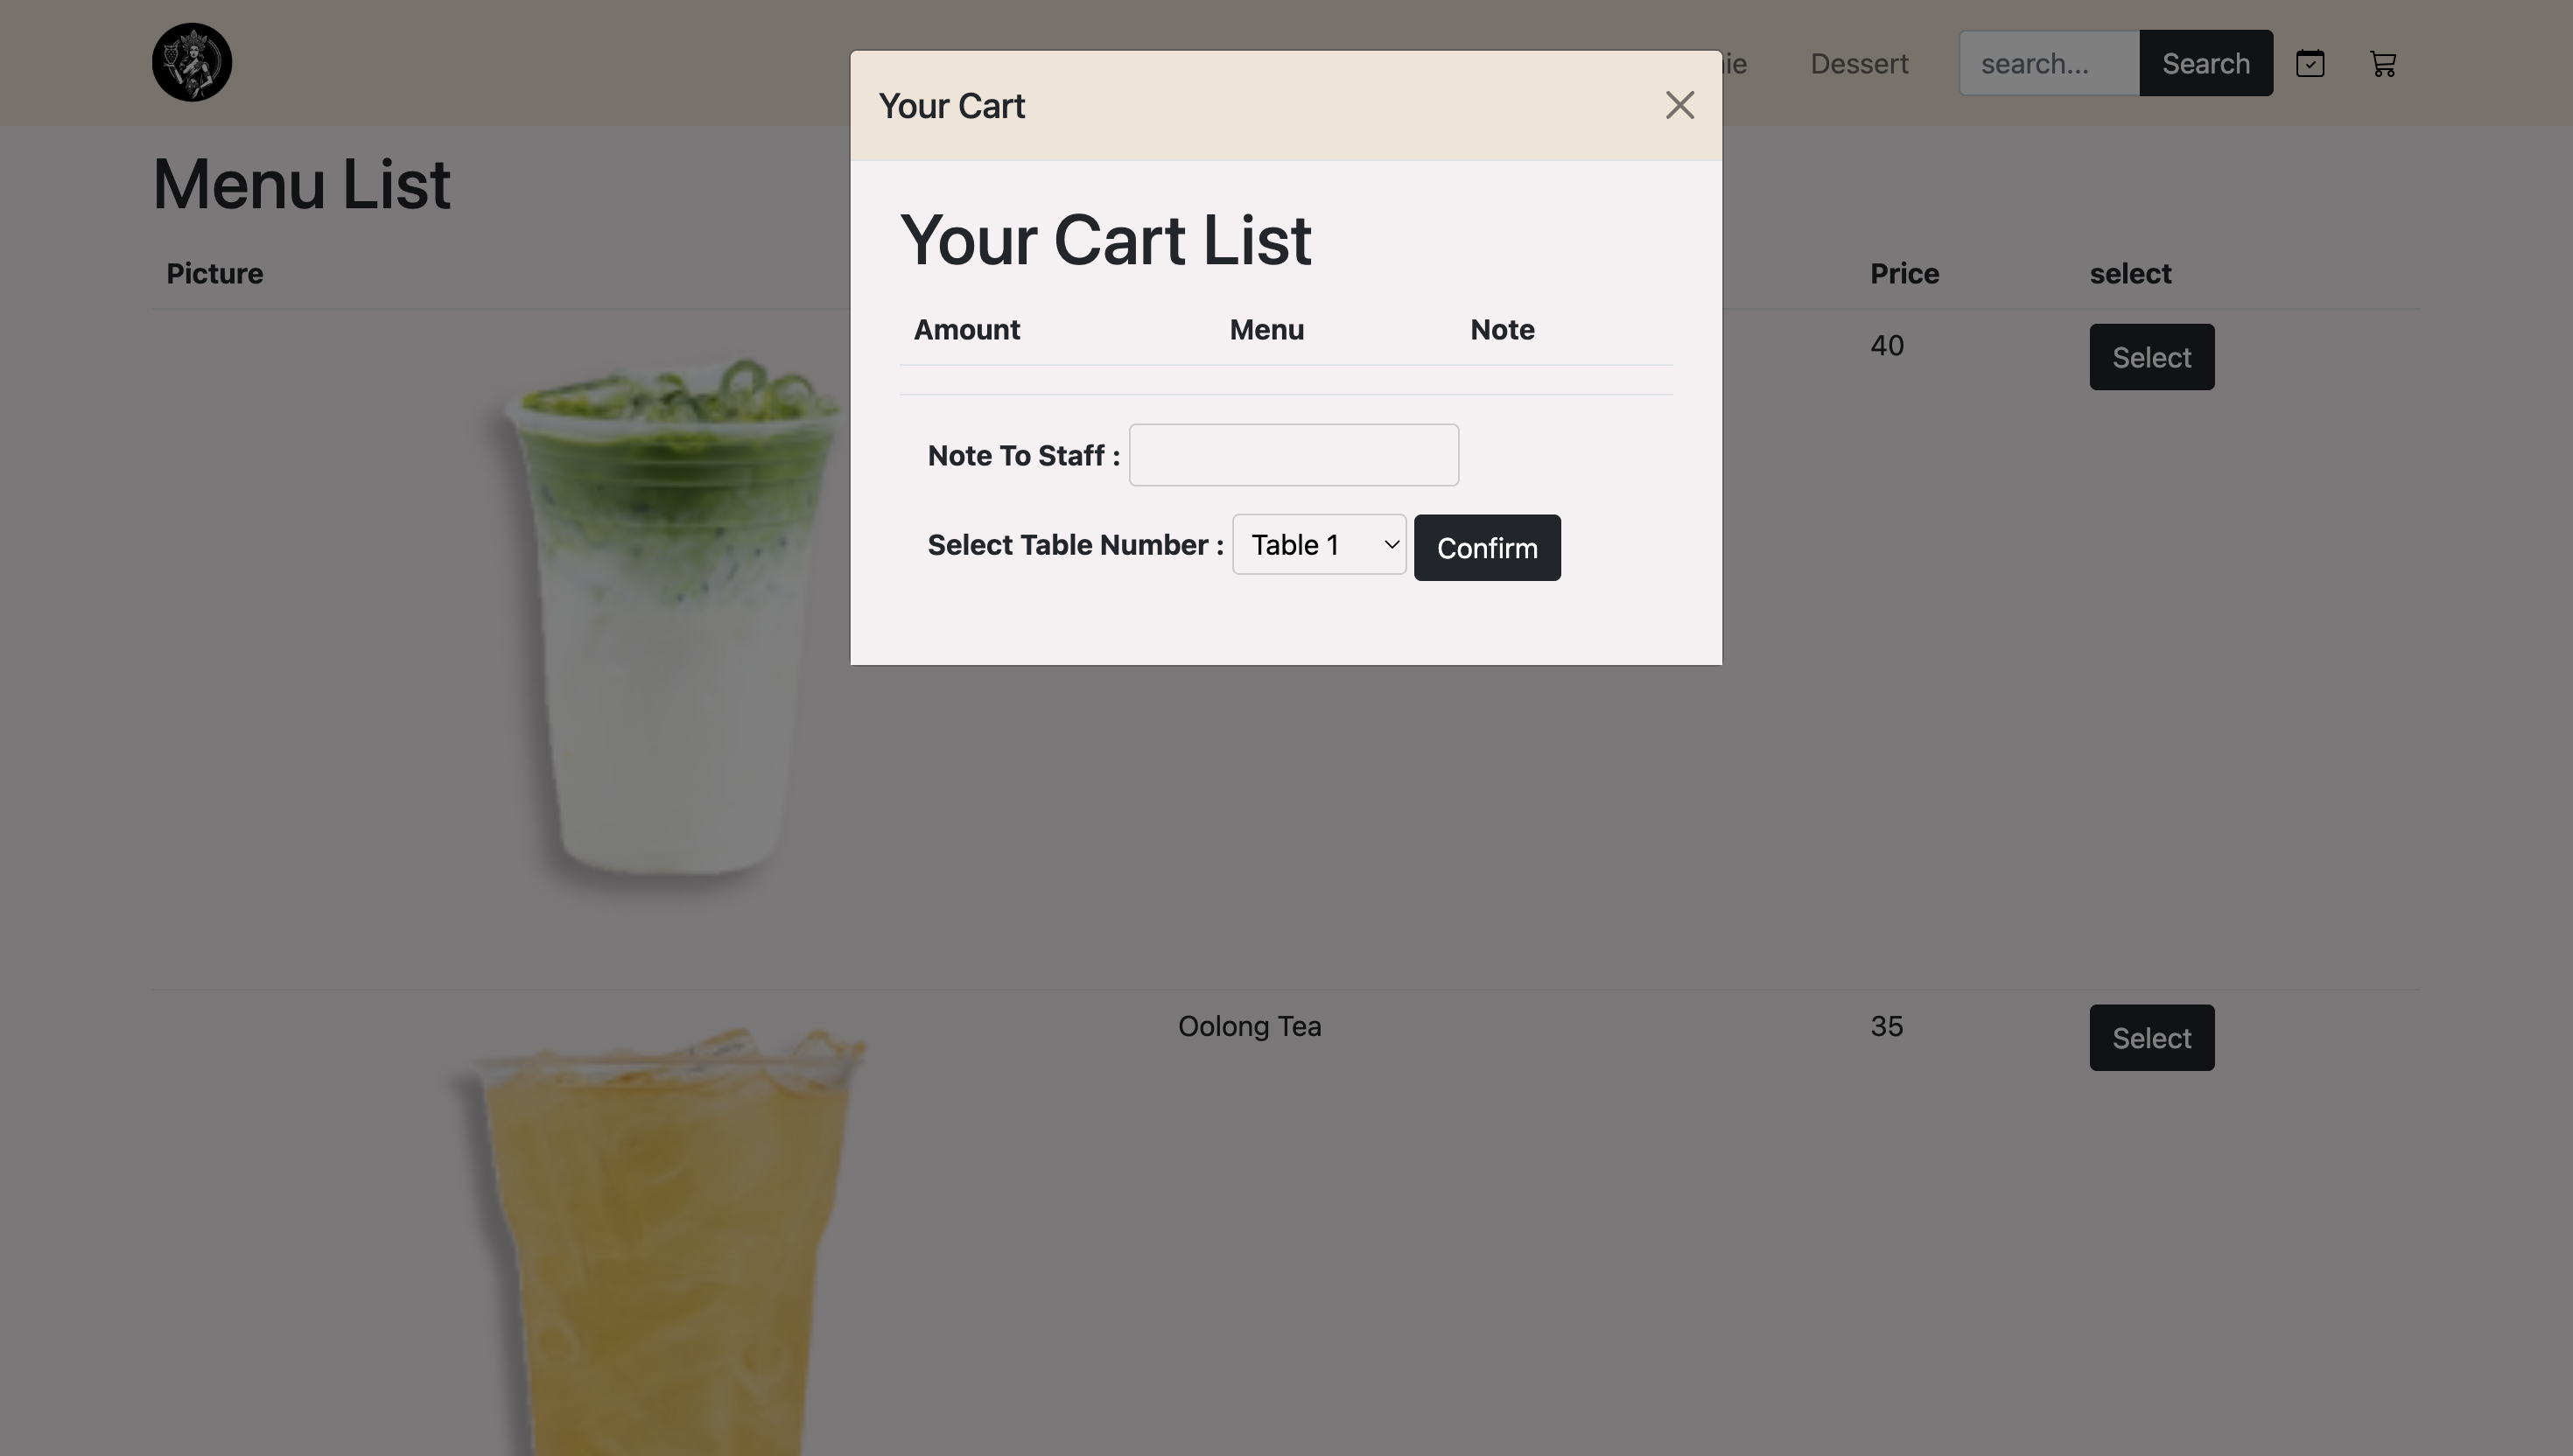 Dessert
search...
Search
Your Cart
Menu List
Your Cart List
Picture
Price
select
Amount
Menu
Note
40
Select
Note To Staff :
Select Table Number :
Table 1
Confirm
Oolong Tea
35
Select